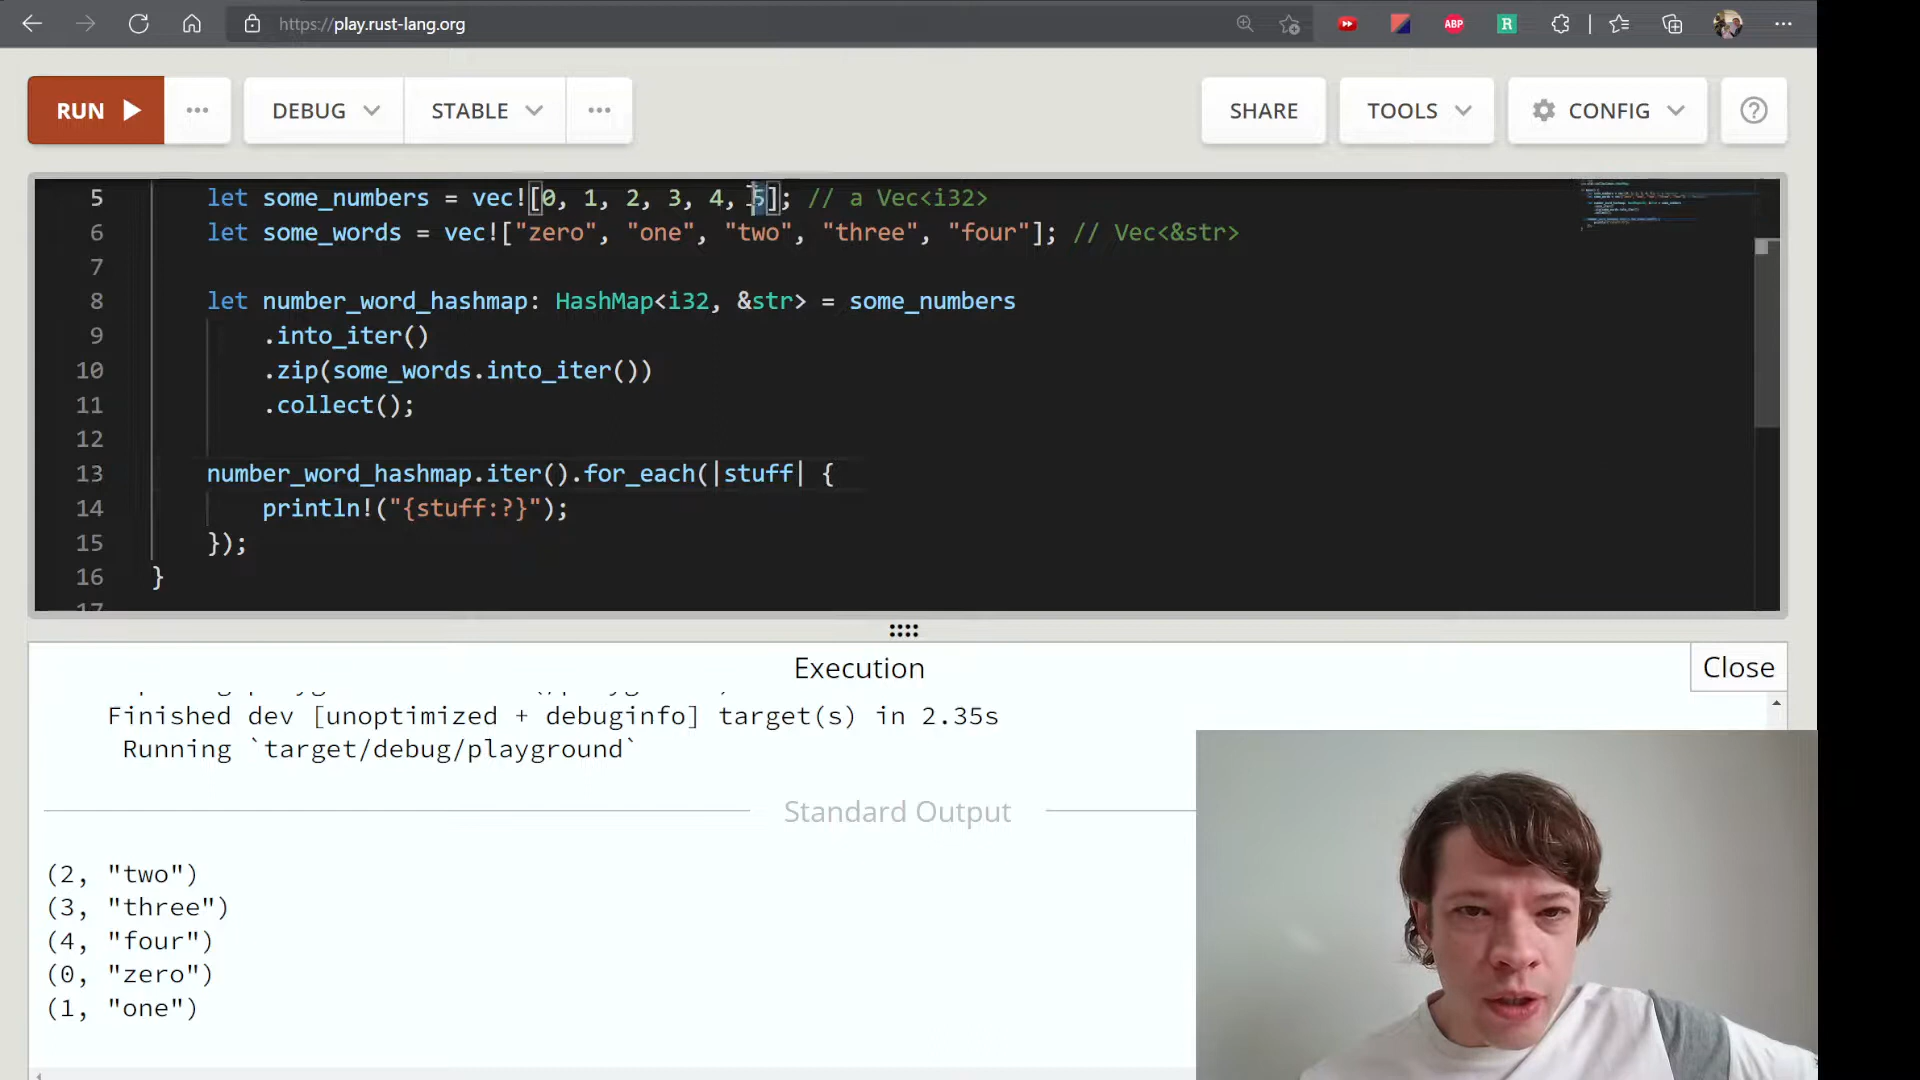 https://play.rust-lang.org
ABP
R
RUN
DEBUG
STABLE
SHARE
TOOLS
CONFIG
5 let some_numbers = vec![0, 1, 2, 3, 4, 5]; // a Vec<i32>
6 let some_words = vec!["zero", "one", "two", "three", "four"]; // Vec<&str>
7
8 let number_word_hashmap: HashMap<i32, &str> = some_numbers
9 .into_iter()
10 .zip(some_words.into_iter())
11 .collect();
12
13 number_word_hashmap.iter().for_each(|stuff| {
14 println!("{stuff:?}");
15 });
16 }
17
Execution
Close
Finished dev [unoptimized + debuginfo] target(s) in 2.35s
Running `target/debug/playground`
Standard Output
(2, "two")
(3, "three")
(4, "four")
(0, "zero")
(1, "one")